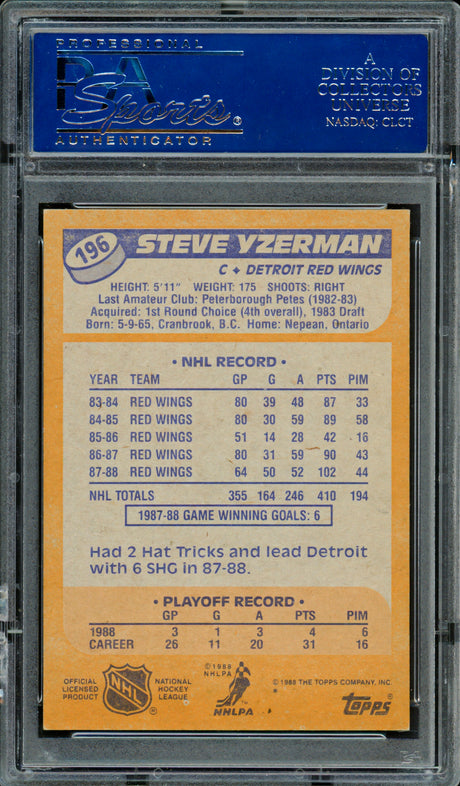 PROFESSIONAL
PSA
Sports®
AUTHENTICATOR
A
DIVISION OF
COLLECTORS
UNIVERSE
NASDAQ: CLCT
196
STEVE YZERMAN
C + DETROIT RED WINGS
HEIGHT: 5'11" WEIGHT: 175 SHOOTS: RIGHT
Last Amateur Club: Peterborough Petes (1982-83)
Acquired: 1st Round Choice (4th overall), 1983 Draft
Born: 5-9-65, Cranbrook, B.C. Home: Nepean, Ontario
• NHL RECORD •
YEAR TEAM GP G A PTS PIM
83-84 RED WINGS 80 39 48 87 33
84-85 RED WINGS 80 30 59 89 58
85-86 RED WINGS 51 14 28 42 16
86-87 RED WINGS 80 31 59 90 43
87-88 RED WINGS 64 50 52 102 44
NHL TOTALS 355 164 246 410 194
1987-88 GAME WINNING GOALS: 6
Had 2 Hat Tricks and lead Detroit
with 6 SHG in 87-88.
• PLAYOFF RECORD •
GP G A PTS PIM
1988 3 1 3 4 6
CAREER 26 11 20 31 16
OFFICIAL
LICENSED
PRODUCT
NHL
NATIONAL
HOCKEY
LEAGUE
© 1988
NHLPA
NHLPA
© 1988 THE TOPPS COMPANY, INC.
topps®